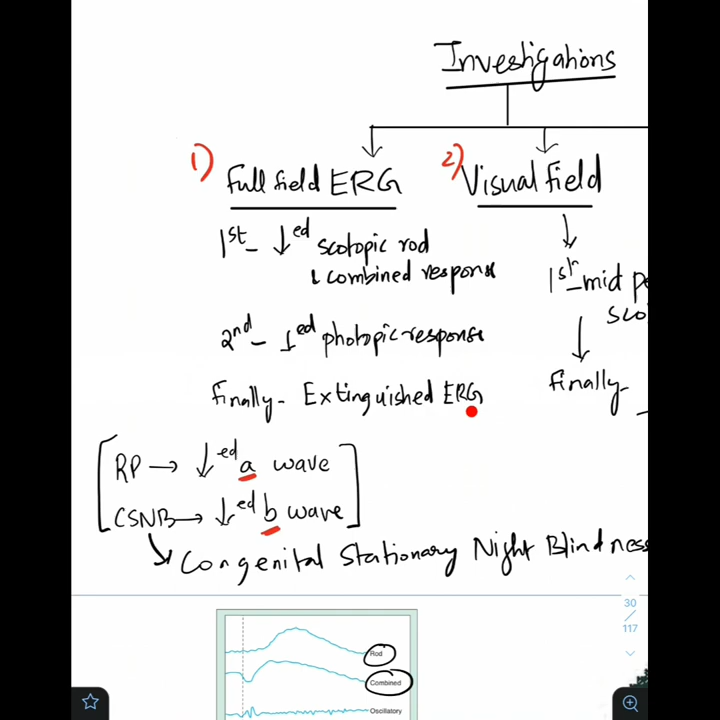 Investigations
1) Full field ERG
1st - ↓ed scotopic rod
& combined response
2nd - ↓ed photopic response
Finally - Extinguished ERG
2) Visual field
1st - mid pe
sco
Finally -
[RP → ↓ed a wave
CSNB → ↓ed b wave]
Congenital Stationary Night Blindness
30
/
117
Rod
Combined
Oscillatory